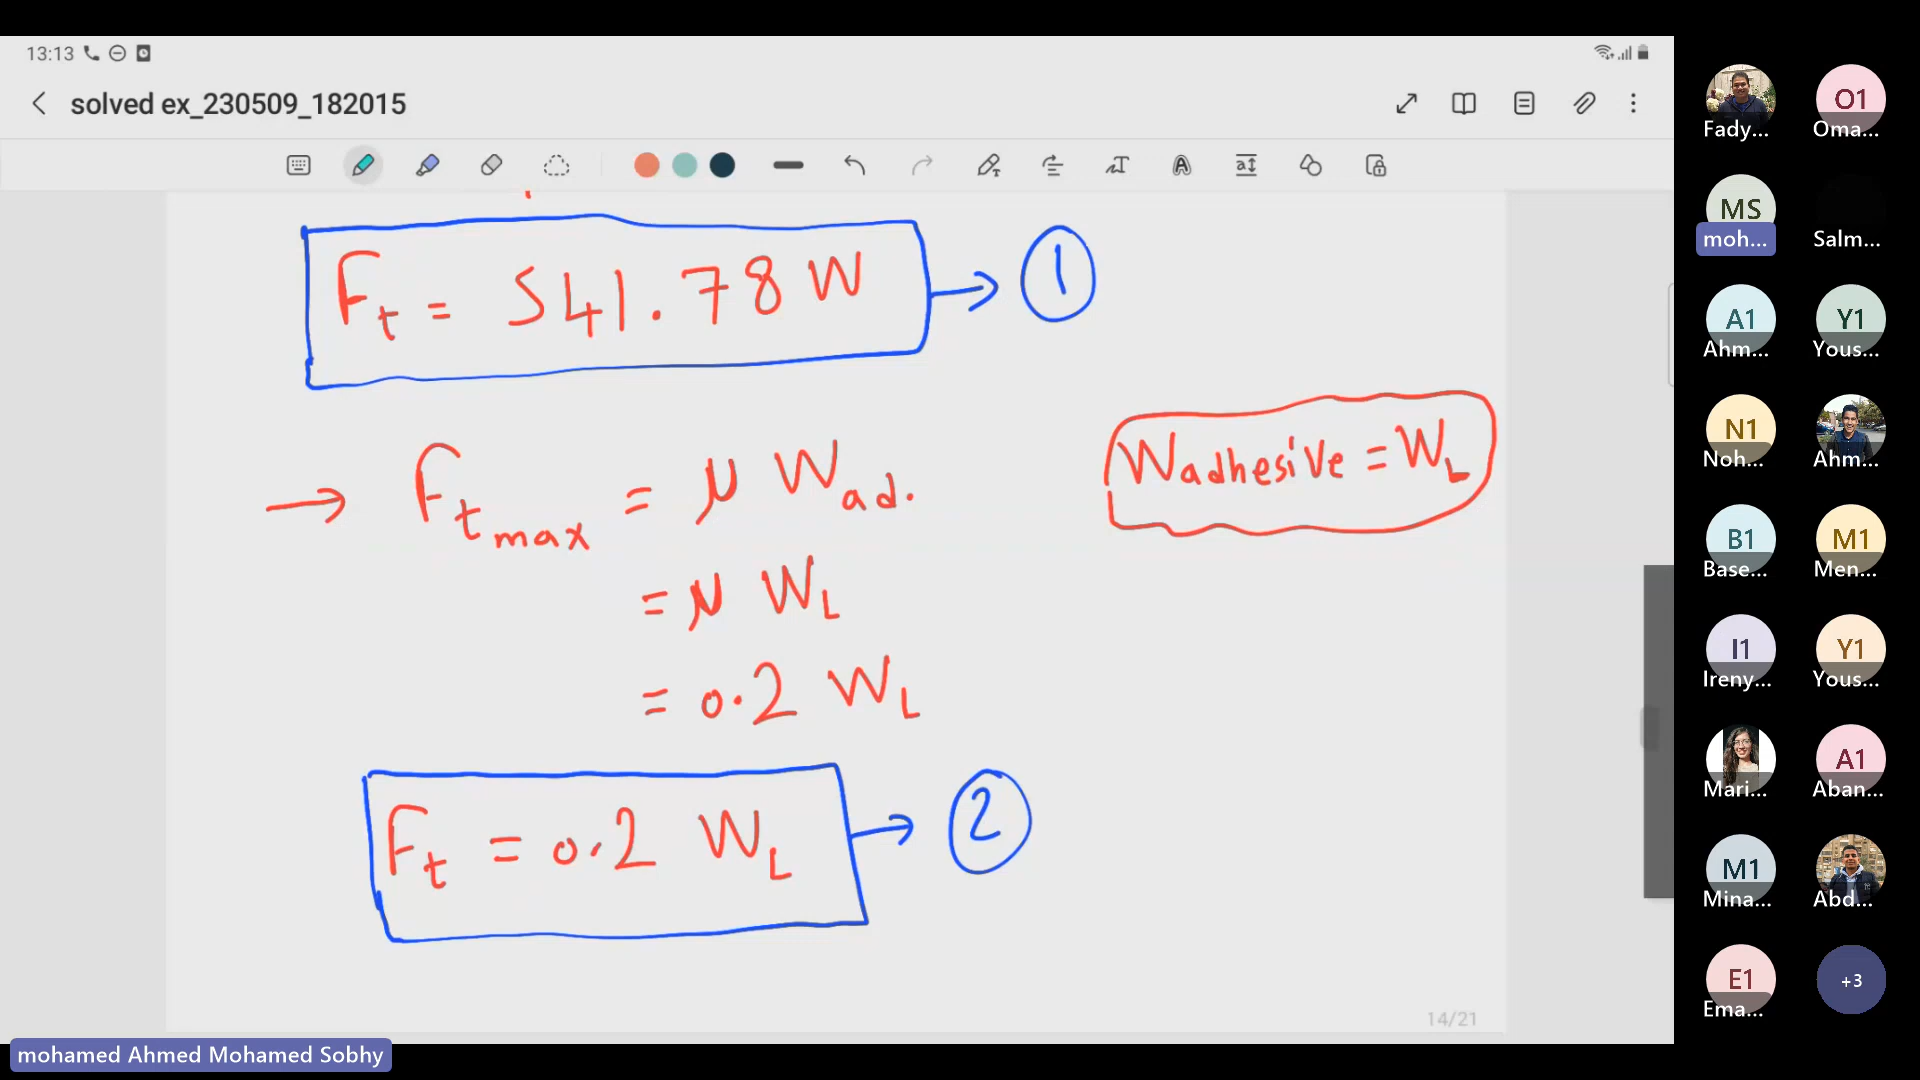 13:13
solved ex_230509_182015
Ft = 541.78 W → 1
Wadhesive = WL
→ Ftmax = μ Wad.
= μ WL
= 0.2 WL
Ft = 0.2 WL → 2
14/21
mohamed Ahmed Mohamed Sobhy
Fady...
O1
Oma...
MS
moh...
Salm...
A1
Ahm...
Y1
Yous...
N1
Noh...
Ahm...
B1
Base...
M1
Men...
I1
Ireny...
Y1
Yous...
Mari...
A1
Aban...
M1
Mina...
Abd...
E1
Ema...
+3